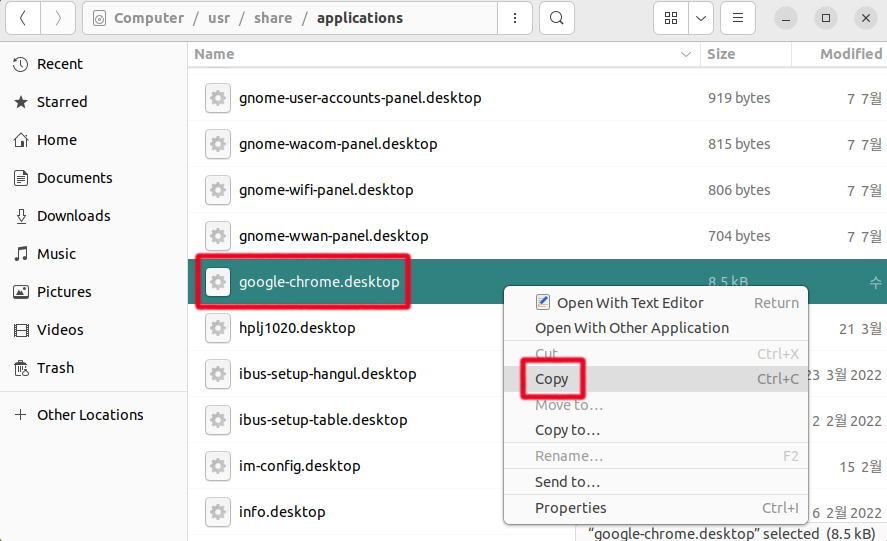 Computer / usr / share / applications
Name Size Modified
Recent
Starred
Home
Documents
Downloads
Music
Pictures
Videos
Trash
Other Locations
gnome-user-accounts-panel.desktop 919 bytes 7 7월
gnome-wacom-panel.desktop 815 bytes 7 7월
gnome-wifi-panel.desktop 806 bytes 7 7월
gnome-wwan-panel.desktop 704 bytes 7 7월
google-chrome.desktop 8.5 kB 수
hplj1020.desktop 21 3월
ibus-setup-hangul.desktop 23 3월 2022
ibus-setup-table.desktop 2 2월 2022
im-config.desktop 15 2월
info.desktop 6 2월 2022
Open With Text Editor Return
Open With Other Application
Cut Ctrl+X
Copy Ctrl+C
Move to…
Copy to…
Rename… F2
Send to…
Properties Ctrl+I
“google-chrome.desktop” selected (8.5 kB)